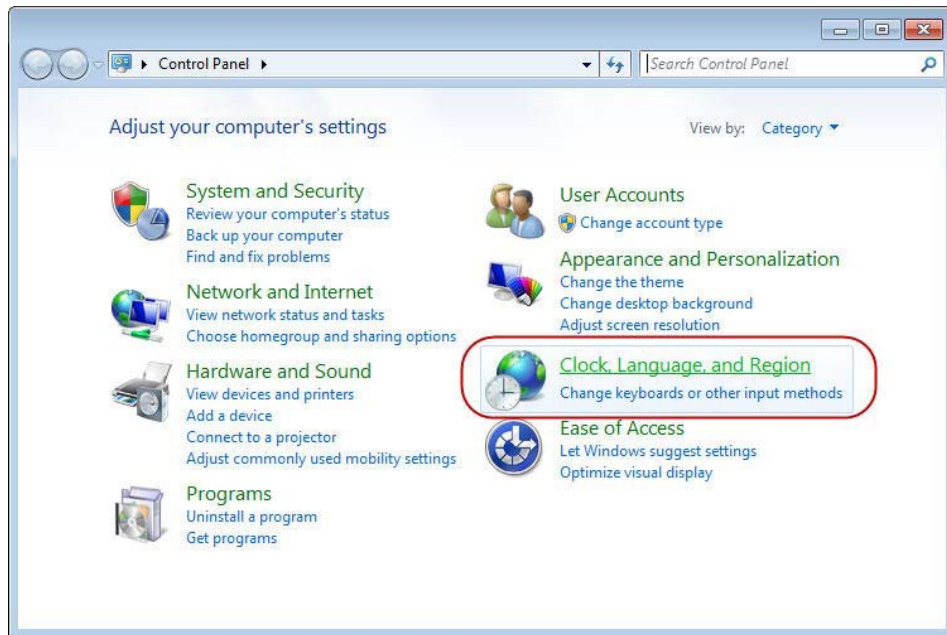 Control Panel
Search Control Panel
Adjust your computer's settings
View by: Category
System and Security
Review your computer's status
Back up your computer
Find and fix problems
Network and Internet
View network status and tasks
Choose homegroup and sharing options
Hardware and Sound
View devices and printers
Add a device
Connect to a projector
Adjust commonly used mobility settings
Programs
Uninstall a program
Get programs
User Accounts
Change account type
Appearance and Personalization
Change the theme
Change desktop background
Adjust screen resolution
Clock, Language, and Region
Change keyboards or other input methods
Ease of Access
Let Windows suggest settings
Optimize visual display